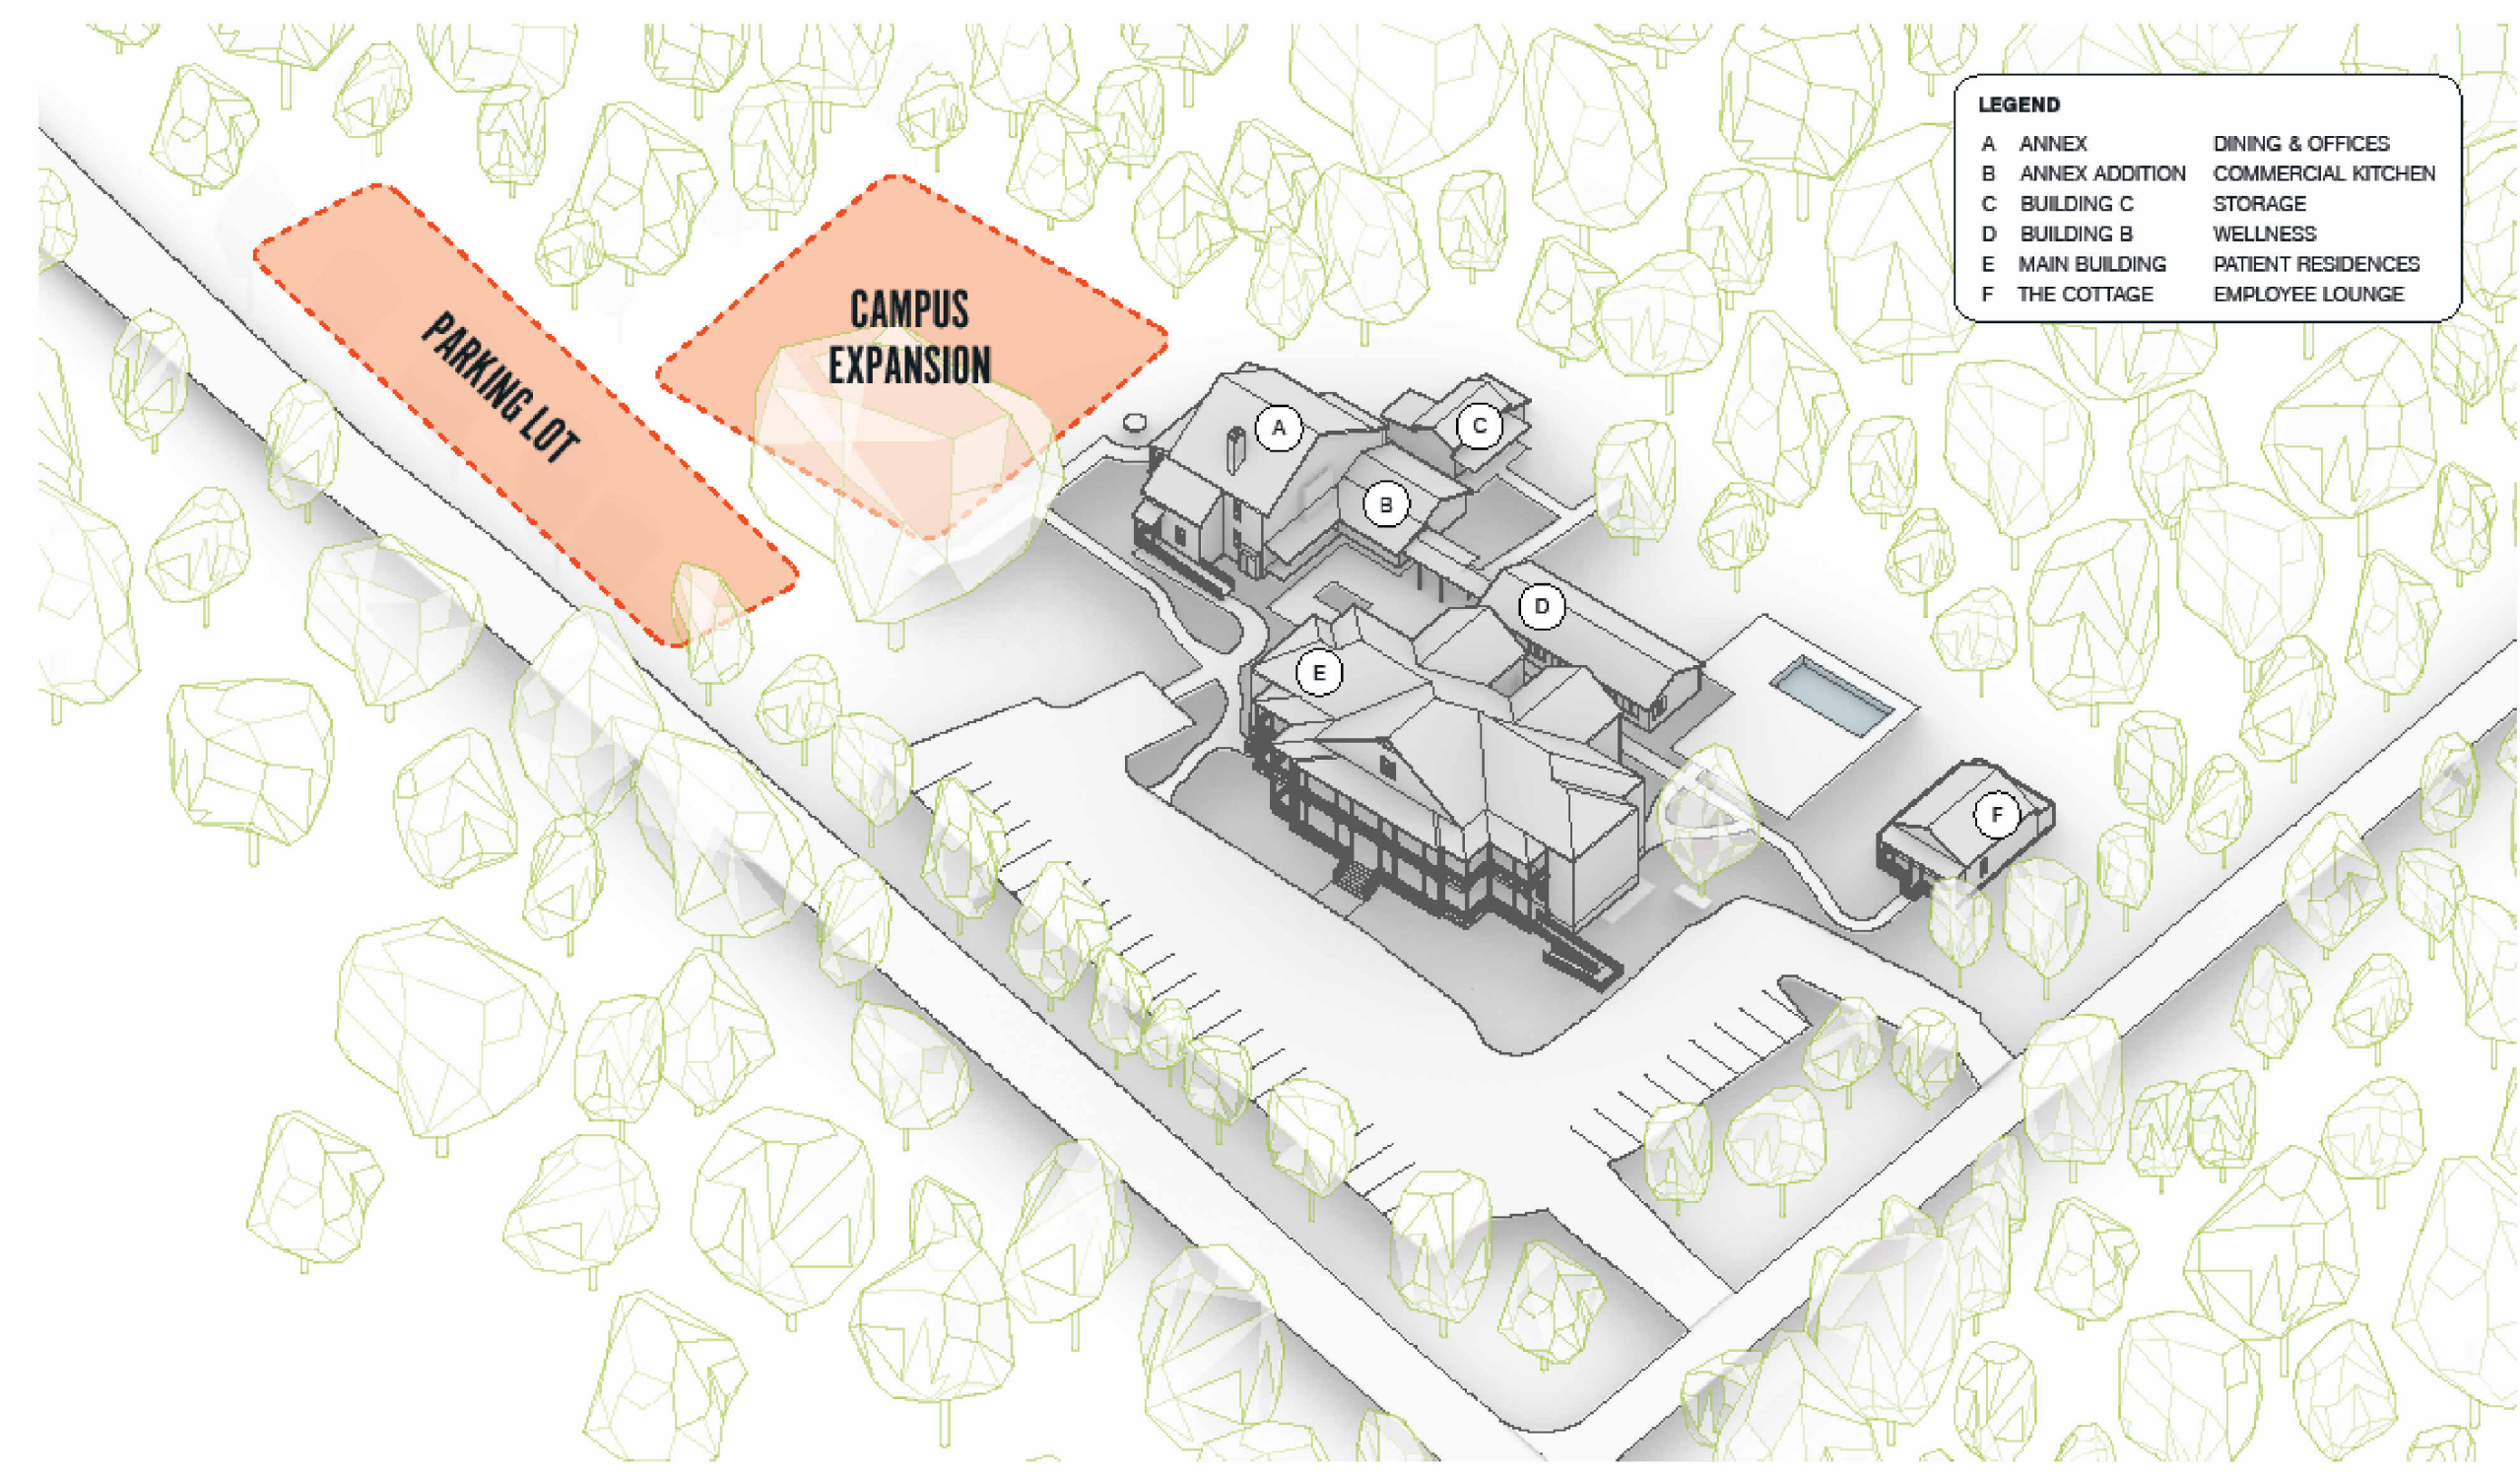 LEGEND
A ANNEX DINING & OFFICES
B ANNEX ADDITION COMMERCIAL KITCHEN
C BUILDING C STORAGE
D BUILDING B WELLNESS
E MAIN BUILDING PATIENT RESIDENCES
F THE COTTAGE EMPLOYEE LOUNGE
CAMPUS
EXPANSION
PARKING LOT
A
C
B
D
E
F